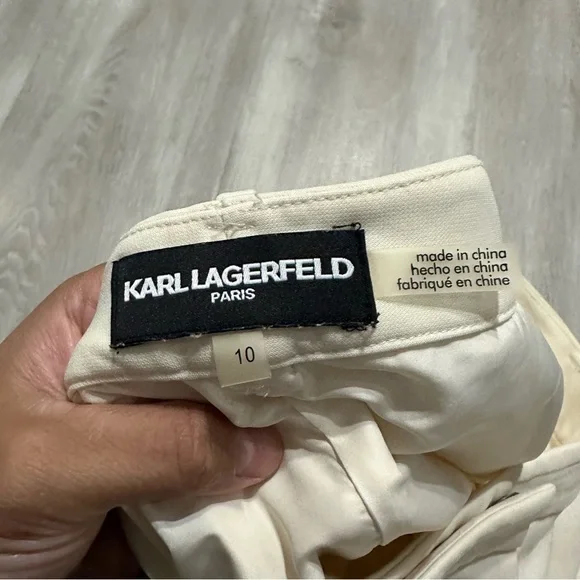 KARL LAGERFELD
PARIS
10
made in china
hecho en china
fabriqué en chine